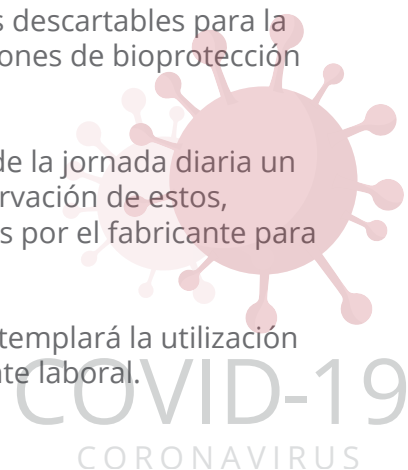 s descartables para la
ones de bioprotección
de la jornada diaria un
ervación de estos,
s por el fabricante para
templará la utilización
te laboral.
COVID-19
CORONAVIRUS